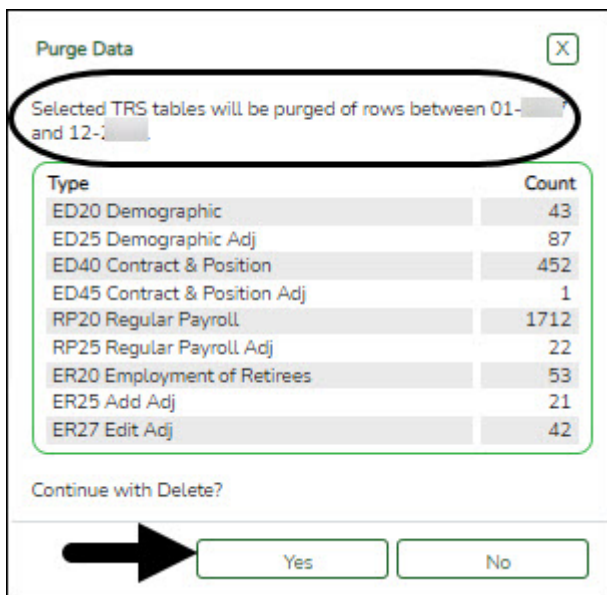 Purge Data
X
Selected TRS tables will be purged of rows between 01-
and 12-
Type Count
ED20 Demographic 43
ED25 Demographic Adj 87
ED40 Contract & Position 452
ED45 Contract & Position Adj 1
RP20 Regular Payroll 1712
RP25 Regular Payroll Adj 22
ER20 Employment of Retirees 53
ER25 Add Adj 21
ER27 Edit Adj 42
Continue with Delete?
Yes No